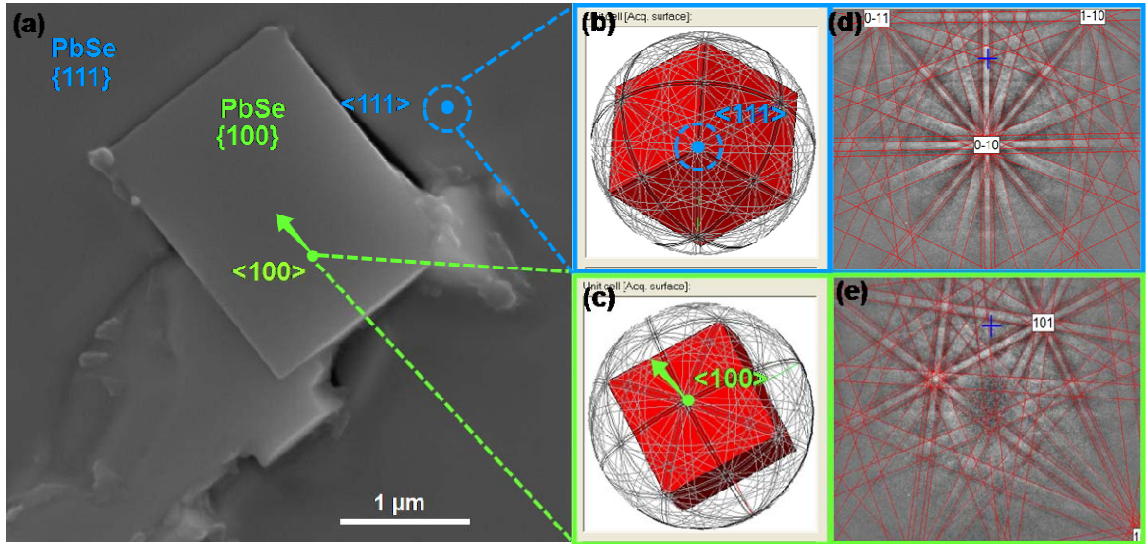 (a)
PbSe
{111}
<111>
PbSe
{100}
<100>
1 µm
(b)
cell [Acq. surface]:
<111>
(c)
Unit cell [Acq. surface]:
<100>
(d)
0-11
1-10
0-10
(e)
101
1